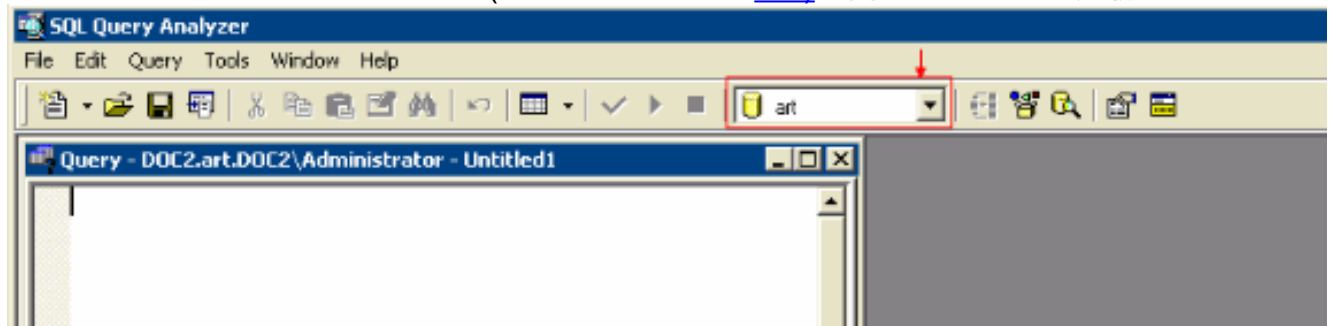 SQL Query Analyzer
File Edit Query Tools Window Help
art
Query - DOC2.art.DOC2\Administrator - Untitled1